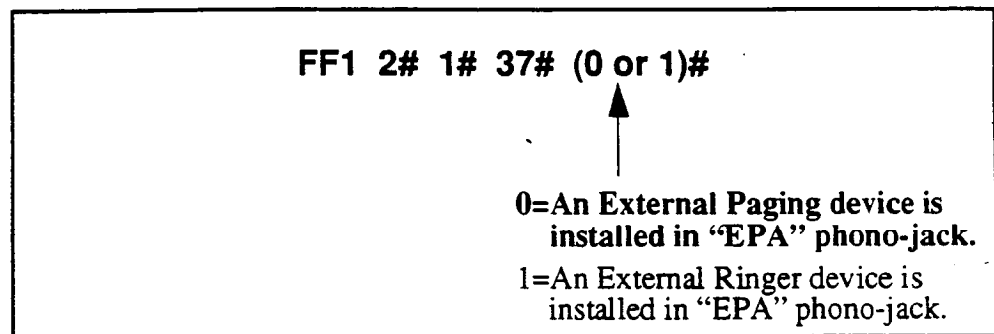 FF1 2# 1# 37# (0 or 1)#
0=An External Paging device is
installed in “EPA” phono-jack.
1=An External Ringer device is
installed in “EPA” phono-jack.